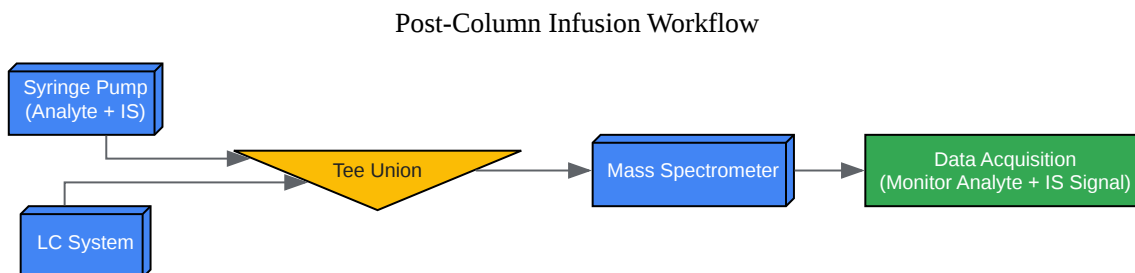 Post-Column Infusion Workflow
Syringe Pump
(Analyte + IS)
Tee Union
Mass Spectrometer
Data Acquisition
(Monitor Analyte + IS Signal)
LC System